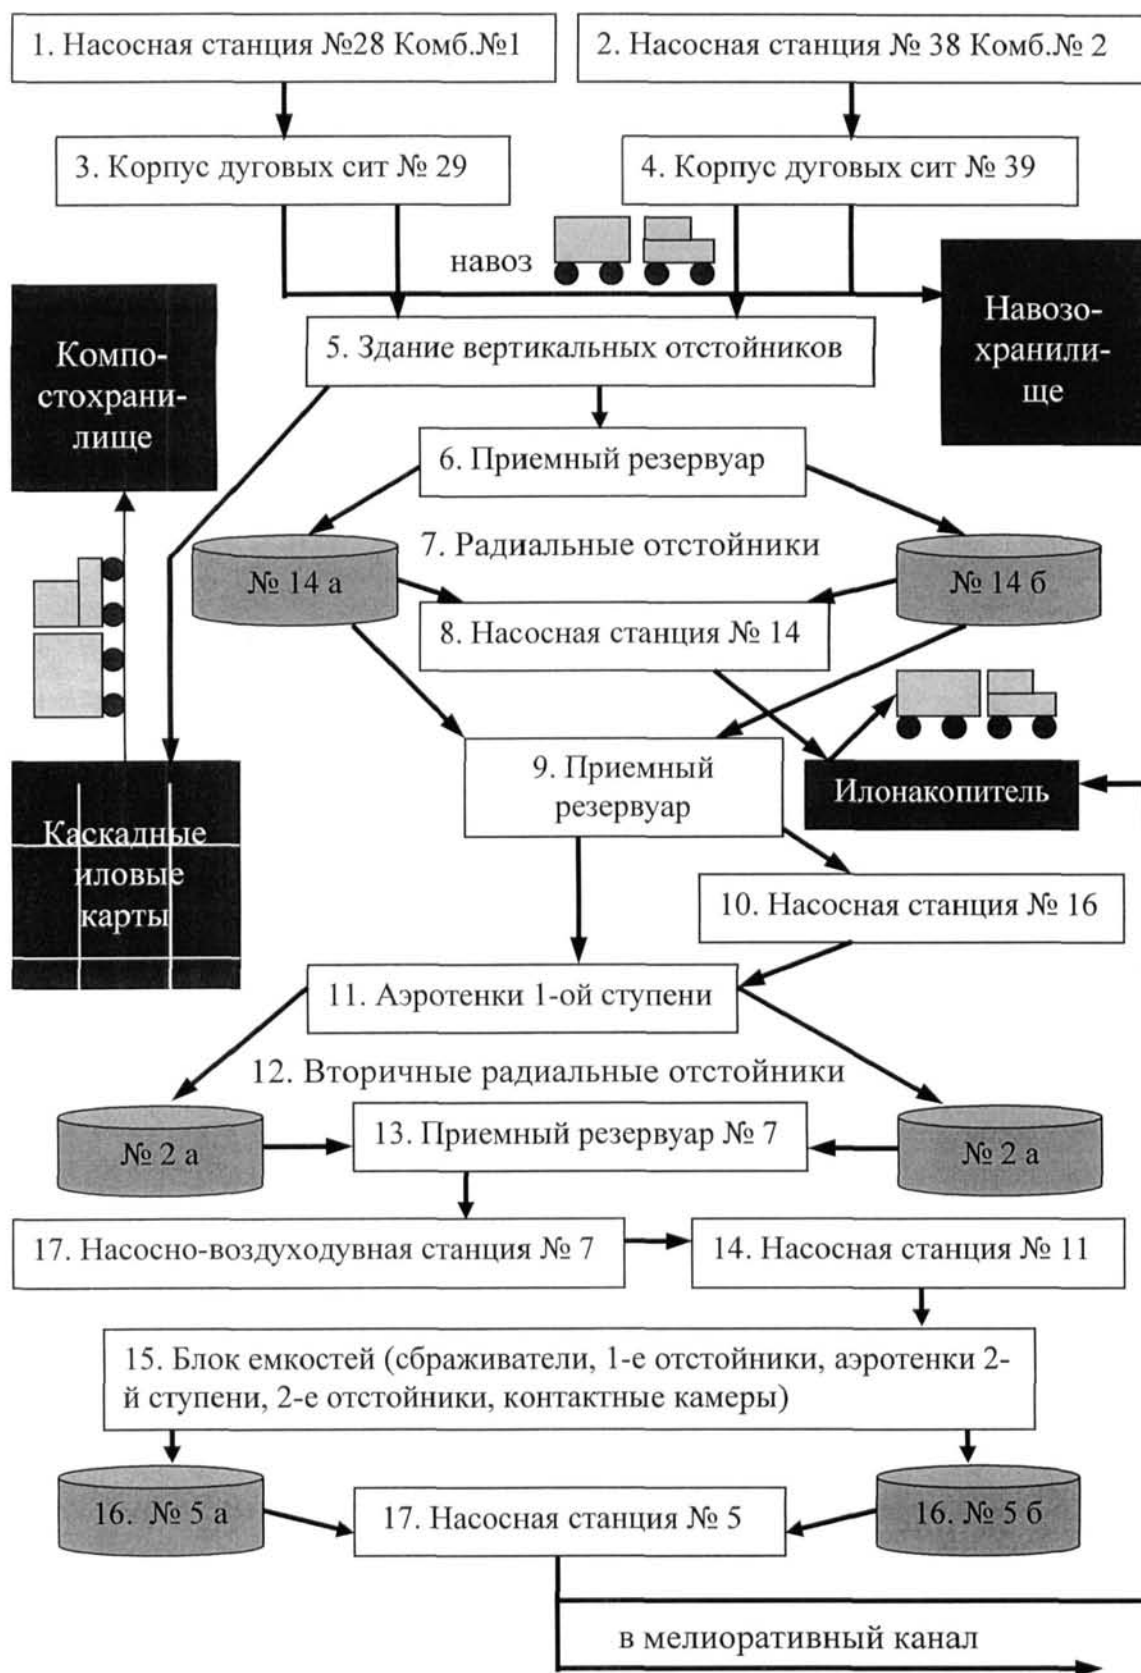 1. Насосная станция №28 Комб.№1
2. Насосная станция № 38 Комб.№ 2
3. Корпус дуговых сит № 29
4. Корпус дуговых сит № 39
навоз
Навозо-
хранили-
ще
Компо-
стохрани-
лище
5. Здание вертикальных отстойников
6. Приемный резервуар
7. Радиальные отстойники
№ 14 а
№ 14 б
8. Насосная станция № 14
9. Приемный
резервуар
Илонакопитель
Каскадные
иловые
карты
10. Насосная станция № 16
11. Аэротенки 1-ой ступени
12. Вторичные радиальные отстойники
№ 2 а
13. Приемный резервуар № 7
№ 2 а
17. Насосно-воздуходувная станция № 7
14. Насосная станция № 11
15. Блок емкостей (сбраживатели, 1-е отстойники, аэротенки 2-
й ступени, 2-е отстойники, контактные камеры)
16. № 5 а
17. Насосная станция № 5
16. № 5 б
в мелиоративный канал